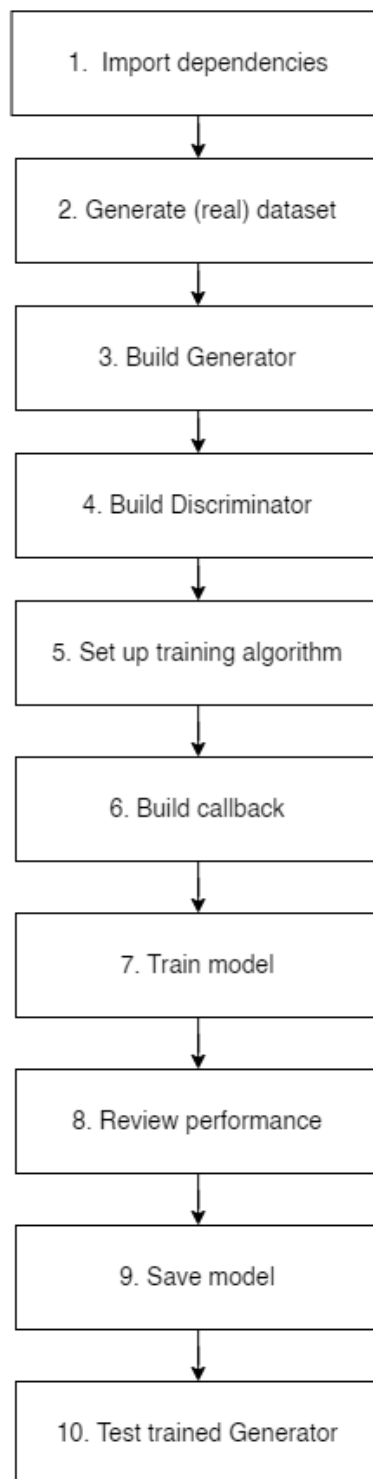 1. Import dependencies
2. Generate (real) dataset
3. Build Generator
4. Build Discriminator
5. Set up training algorithm
6. Build callback
7. Train model
8. Review performance
9. Save model
10. Test trained Generator